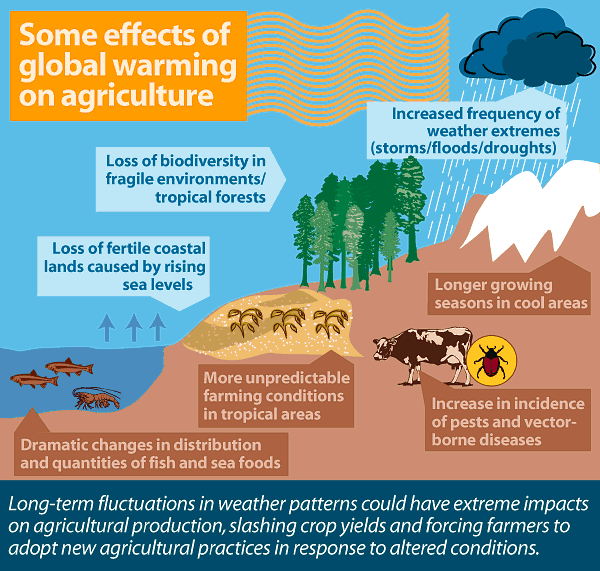 Some effects of
global warming
on agriculture
Increased frequency of
weather extremes
(storms/floods/droughts)
Loss of biodiversity in
fragile environments/
tropical forests
Loss of fertile coastal
lands caused by rising
sea levels
Longer growing
seasons in cool areas
More unpredictable
farming conditions
in tropical areas
Increase in incidence
of pests and vector-
borne diseases
Dramatic changes in distribution
and quantities of fish and sea foods
Long-term fluctuations in weather patterns could have extreme impacts
on agricultural production, slashing crop yields and forcing farmers to
adopt new agricultural practices in response to altered conditions.